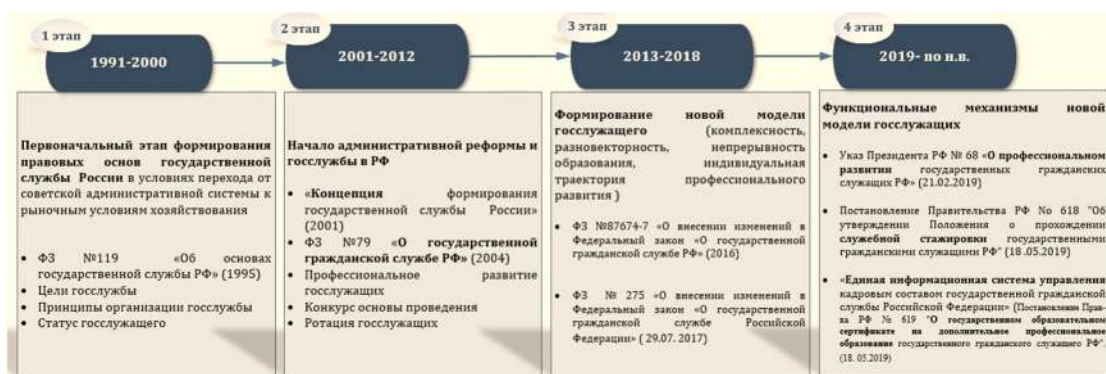 1 этап
1991-2000
Первоначальный этап формирования
правовых основ государственной
службы России в условиях перехода от
советской административной системы к
рыночным условиям хозяйствования
• ФЗ №119 «Об основах
государственной службы РФ» (1995)
• Цели госслужбы
• Принципы организации госслужбы
• Статус госслужащего
2 этап
2001-2012
Начало административной реформы и
госслужбы в РФ
• «Концепция формирования
государственной службы России»
(2001)
• ФЗ №79 «О государственной
гражданской службе РФ» (2004)
• Профессиональное развитие
госслужащих
• Конкурс основы проведения
• Ротация госслужащих
3 этап
2013-2018
Формирование новой модели
госслужащего (комплексность,
разновекторность, непрерывность
образования, индивидуальная
траектория профессионального
развития )
• ФЗ №87674-7 «О внесении изменений в
Федеральный закон «О государственной
гражданской службе РФ» (2016)
• ФЗ № 275 «О внесении изменений в
Федеральный закон «О государственной
гражданской службе Российской
Федерации» ( 29.07. 2017)
4 этап
2019- по н.в.
Функциональные механизмы новой
модели госслужащих
• Указ Президента РФ № 68 «О профессиональном
развитии государственных гражданских
служащих РФ» (21.02.2019)
• Постановление Правительства РФ No 618 "Об
утверждении Положения о прохождении
служебной стажировки государственными
гражданскими служащими РФ" (18 .05.2019)
• «Единая информационная система управления
кадровым составом государственной гражданской
службы Российской Федерации» (Постановление Прав-
ва РФ № 619 "О государственном образовательном
сертификате на дополнительное профессиональное
образование государственного гражданского служащего РФ".
(18. 05.2019)